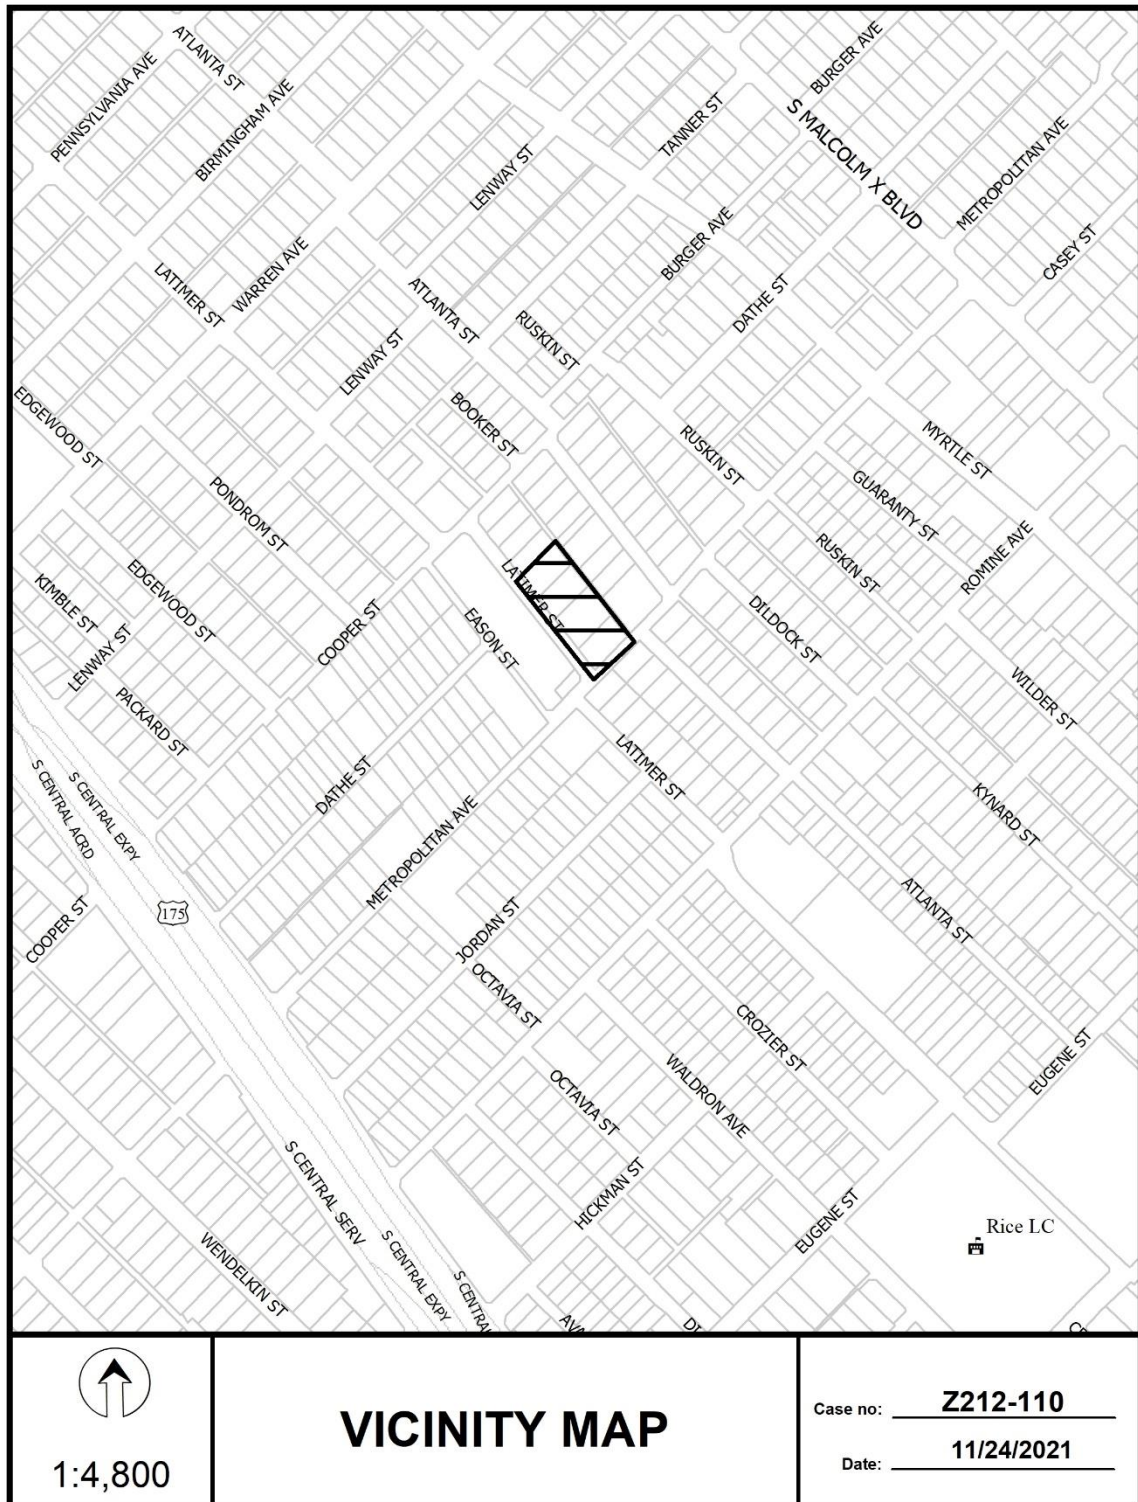 ATLANTA ST
BURGER AVE
PENNSYLVANIA AVE
BIRMINGHAM AVE
TANNER ST
S MALCOLM X BLVD
METROPOLITAN AVE
LENWAY ST
BURGER AVE
CASEY ST
WARREN AVE
LATIMER ST
DATHE ST
ATLANTA ST
RUSKIN ST
LENWAY ST
EDGEWOOD ST
BOOKER ST
RUSKIN ST
MYRTLE ST
GUARANTY ST
PONDROM ST
RUSKIN ST
ROMINE AVE
EDGEWOOD ST
KIMBLE ST
LATIMER ST
COOPER ST
EASON ST
DILDOCK ST
LENWAY ST
WILDER ST
PACKARD ST
LATIMER ST
S CENTRAL ACRD
S CENTRAL EXPY
DATHE ST
KYNARD ST
METROPOLITAN AVE
175
COOPER ST
JORDAN ST
ATLANTA ST
OCTAVIA ST
CROZIER ST
EUGENE ST
OCTAVIA ST
WALDRON AVE
HICKMAN ST
S CENTRAL SERV
EUGENE ST
Rice LC
WENDELKIN ST
S CENTRAL EXPY
S CENTRAL
1:4,800
VICINITY MAP
Case no: Z212-110
Date: 11/24/2021